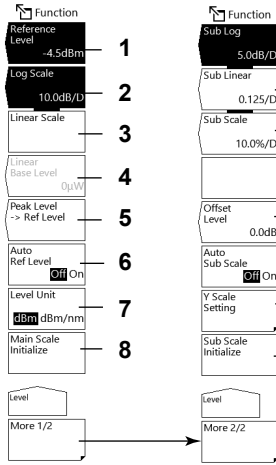 Function
Reference
Level
-4.5dBm
1
Log Scale
10.0dB/D
2
Linear Scale
3
Linear
Base Level
0µW
4
Peak Level
-> Ref Level
5
Auto
Ref Level
Off On
6
Level Unit
dBm dBm/nm
7
Main Scale
Initialize
8
Level
More 1/2
Function
Sub Log
5.0dB/D
Sub Linear
0.125/D
Sub Scale
10.0%/D
Offset
Level
0.0dB
Auto
Sub Scale
Off On
Y Scale
Setting
Sub Scale
Initialize
Level
More 2/2